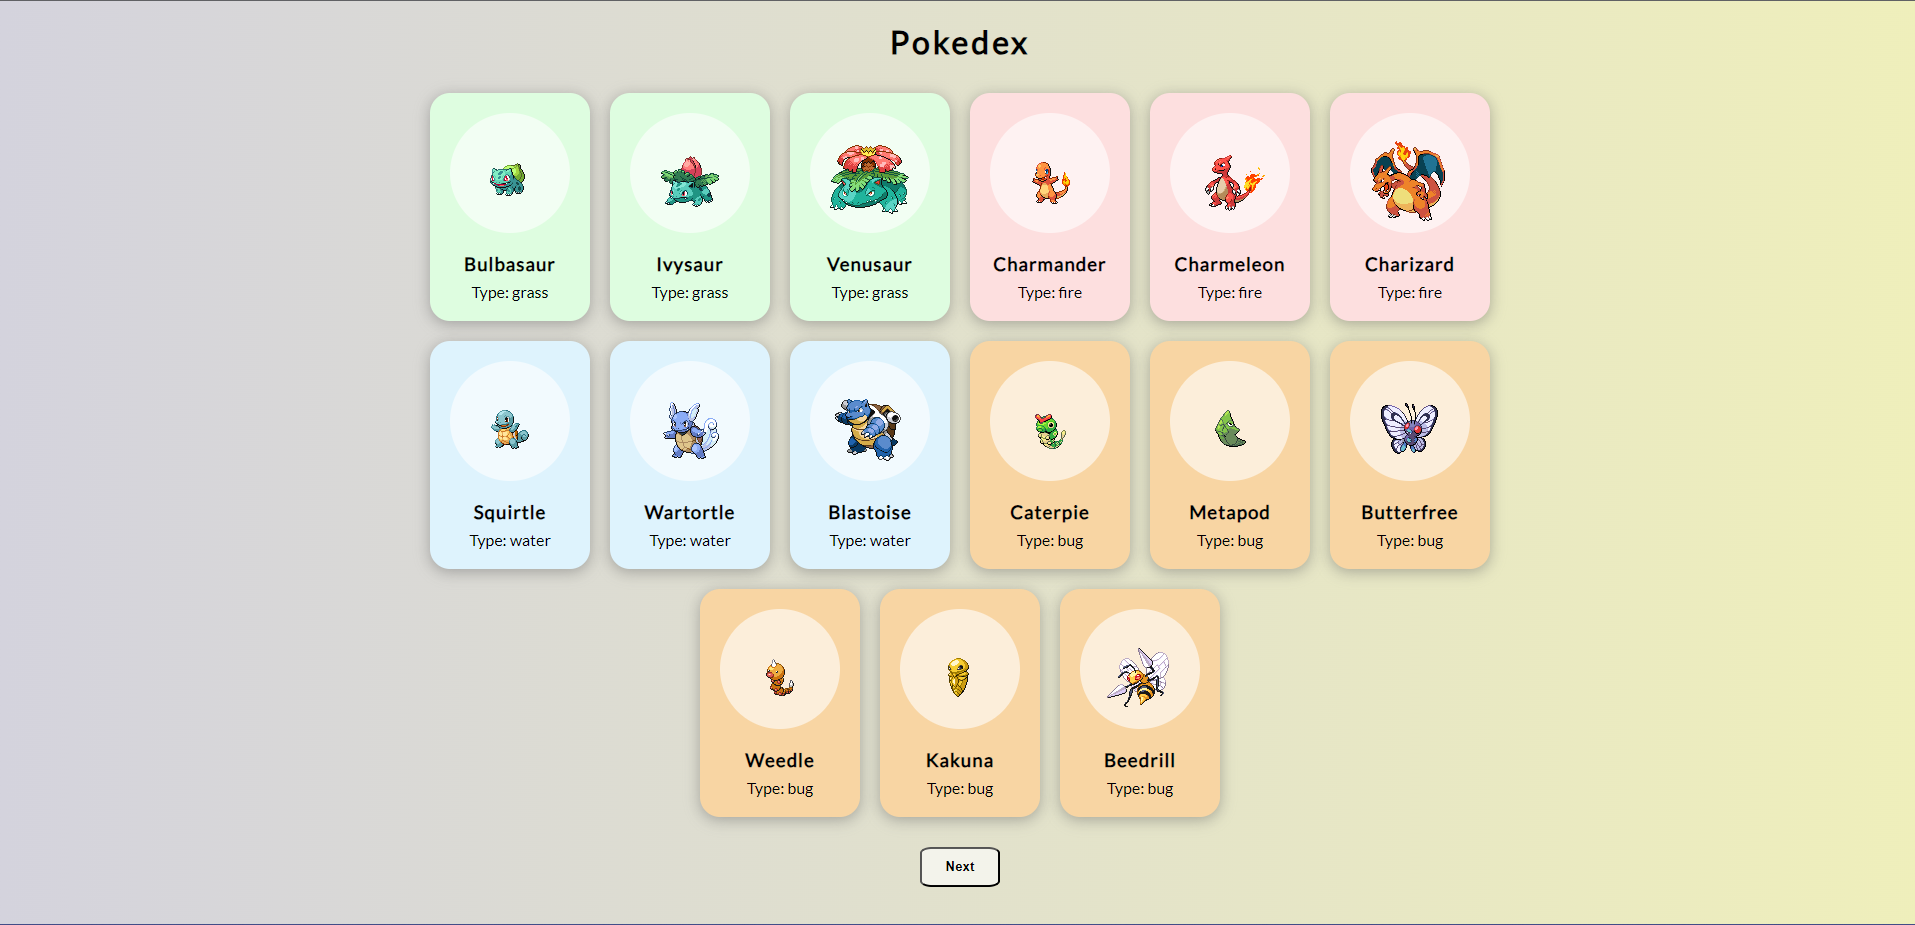 Pokedex
Bulbasaur
Type: grass
Ivysaur
Type: grass
Venusaur
Type: grass
Charmander
Type: fire
Charmeleon
Type: fire
Charizard
Type: fire
Squirtle
Type: water
Wartortle
Type: water
Blastoise
Type: water
Caterpie
Type: bug
Metapod
Type: bug
Butterfree
Type: bug
Weedle
Type: bug
Kakuna
Type: bug
Beedrill
Type: bug
Next